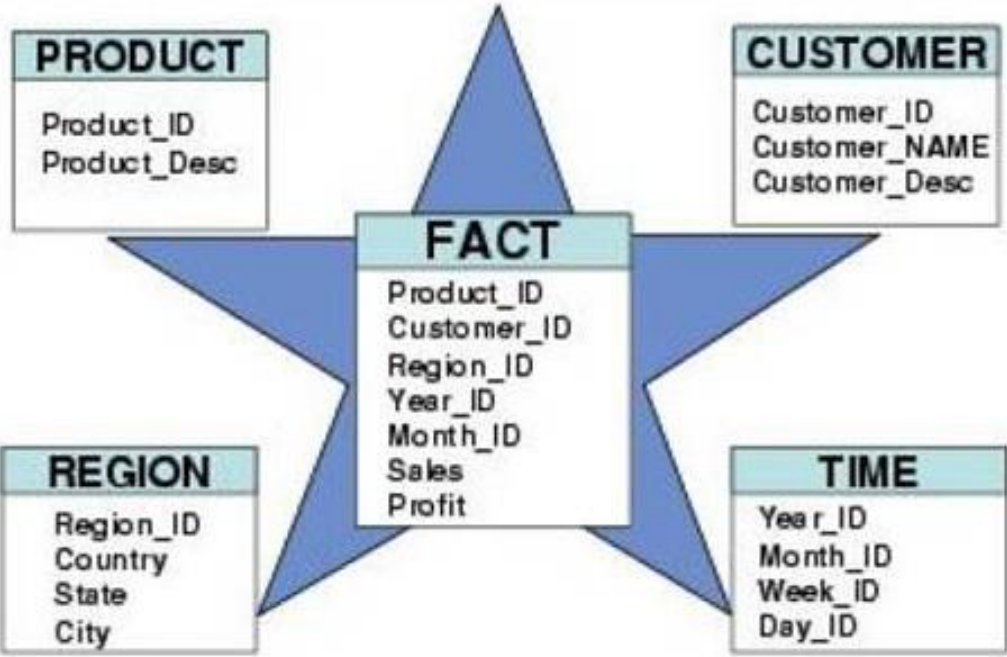 PRODUCT
Product_ID
Product_Desc
CUSTOMER
Customer_ID
Customer_NAME
Customer_Desc
FACT
Product_ID
Customer_ID
Region_ID
Year_ID
Month_ID
Sales
Profit
REGION
Region_ID
Country
State
City
TIME
Year_ID
Month_ID
Week_ID
Day_ID